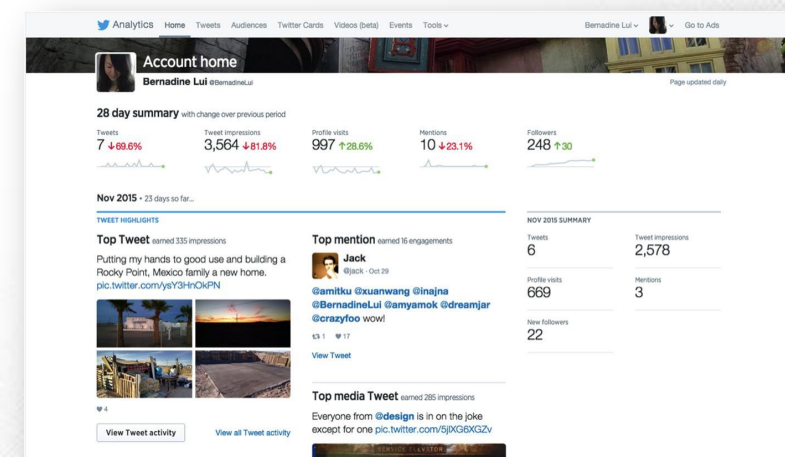 Analytics Home Tweets Audiences Twitter Cards Videos (beta) Events Tools Bernadine Lui Go to Ads
Account home
Bernadine Lui @BernadineLui
Page updated daily
28 day summary with change over previous period
Tweets
7 ↓69.6%
Tweet impressions
3,564 ↓81.8%
Profile visits
997 ↑28.6%
Mentions
10 ↓23.1%
Followers
248 ↑30
Nov 2015 • 23 days so far...
TWEET HIGHLIGHTS
Top Tweet earned 335 impressions
Putting my hands to good use and building a
Rocky Point, Mexico family a new home.
pic.twitter.com/ysY3HnOkPN
4
View Tweet activity
View all Tweet activity
Top mention earned 16 engagements
Jack
@jack · Oct 29
@amitku @xuanwang @inajna
@BernadineLui @amyamok @dreamjar
@crazyfoo wow!
1 17
View Tweet
Top media Tweet earned 285 impressions
Everyone from @design is in on the joke
except for one pic.twitter.com/5jlXG6XGZv
SERVICE ELEVATOR
NOV 2015 SUMMARY
Tweets
6
Tweet impressions
2,578
Profile visits
669
Mentions
3
New followers
22